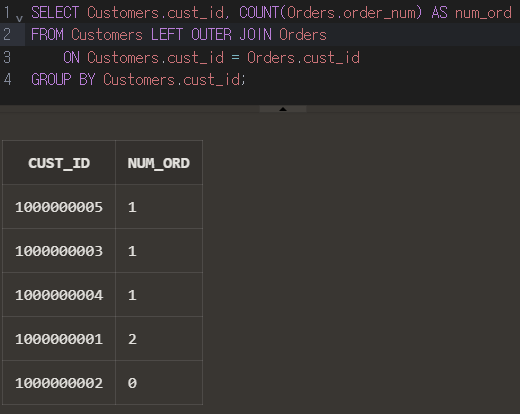 1 SELECT Customers.cust_id, COUNT(Orders.order_num) AS num_ord
2 FROM Customers LEFT OUTER JOIN Orders
3 ON Customers.cust_id = Orders.cust_id
4 GROUP BY Customers.cust_id;
CUST_ID NUM_ORD
1000000005 1
1000000003 1
1000000004 1
1000000001 2
1000000002 0